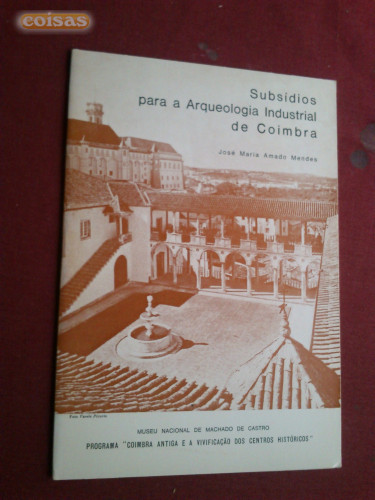 coisas
Subsídios
para a Arqueologia Industrial
de Coimbra
José Maria Amado Mendes
MUSEU NACIONAL DE MACHADO DE CASTRO
PROGRAMA "COIMBRA ANTIGA E A VIVIFICAÇÃO DOS CENTROS HISTÓRICOS"